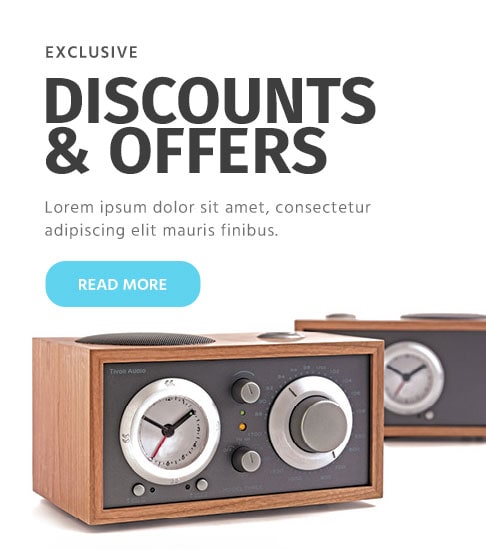 EXCLUSIVE
DISCOUNTS
& OFFERS
Lorem ipsum dolor sit amet, consectetur
adipiscing elit mauris finibus.
READ MORE
Tivoli Audio